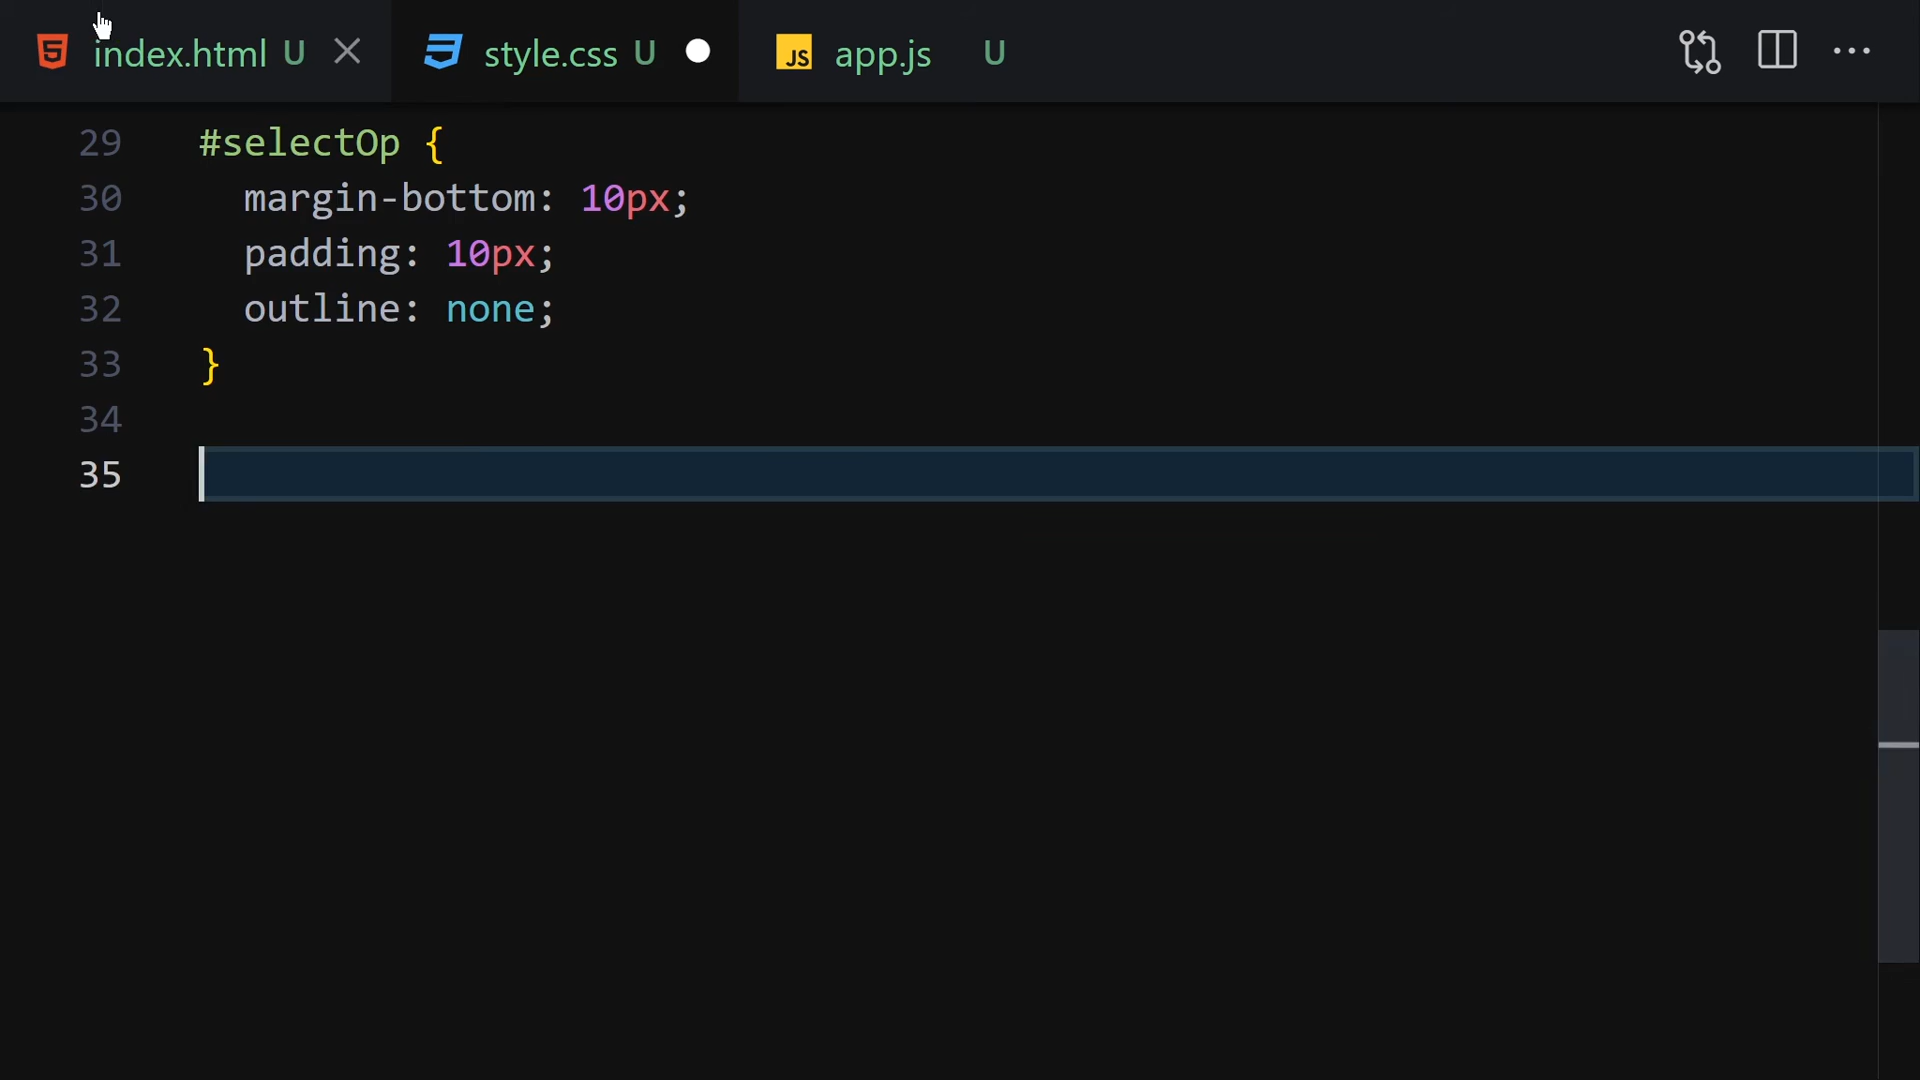 index.html U
style.css U
JS app.js U
29 #selectOp {
30 margin-bottom: 10px;
31 padding: 10px;
32 outline: none;
33 }
34
35